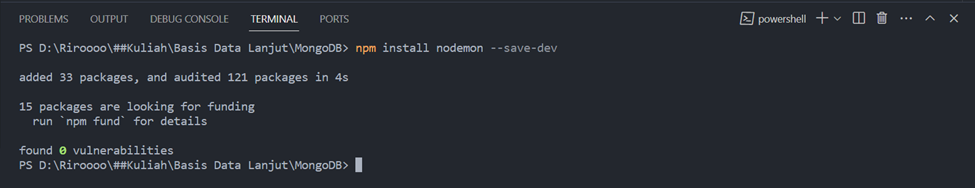 PROBLEMS OUTPUT DEBUG CONSOLE TERMINAL PORTS powershell
PS D:\Riroooo\##Kuliah\Basis Data Lanjut\MongoDB> npm install nodemon --save-dev
added 33 packages, and audited 121 packages in 4s
15 packages are looking for funding
run `npm fund` for details
found 0 vulnerabilities
PS D:\Riroooo\##Kuliah\Basis Data Lanjut\MongoDB>